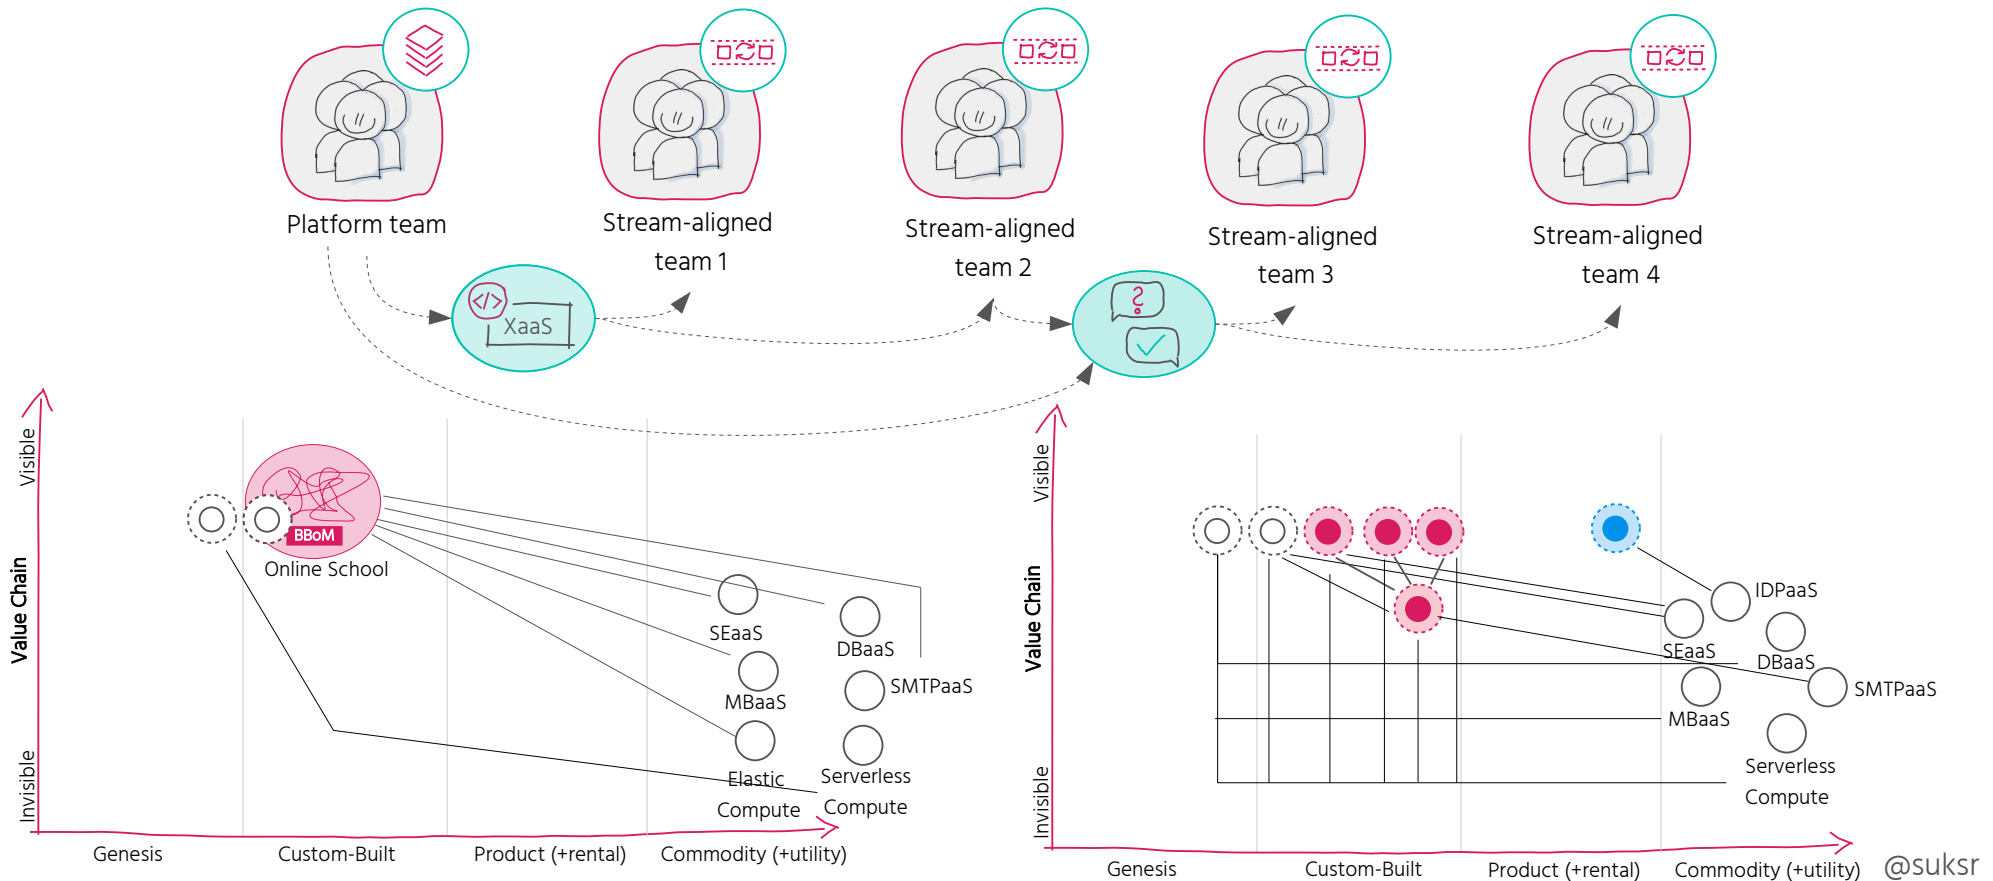 Platform team
Stream-aligned
team 1
Stream-aligned
team 2
Stream-aligned
team 3
Stream-aligned
team 4
</>
XaaS
?
Visible
Value Chain
Invisible
BBoM
Online School
SEaaS
DBaaS
MBaaS
SMTPaaS
Elastic
Compute
Serverless
Compute
Genesis
Custom-Built
Product (+rental)
Commodity (+utility)
Visible
Value Chain
Invisible
IDPaaS
SEaaS
DBaaS
SMTPaaS
MBaaS
Serverless
Compute
Genesis
Custom-Built
Product (+rental)
Commodity (+utility)
@suksr